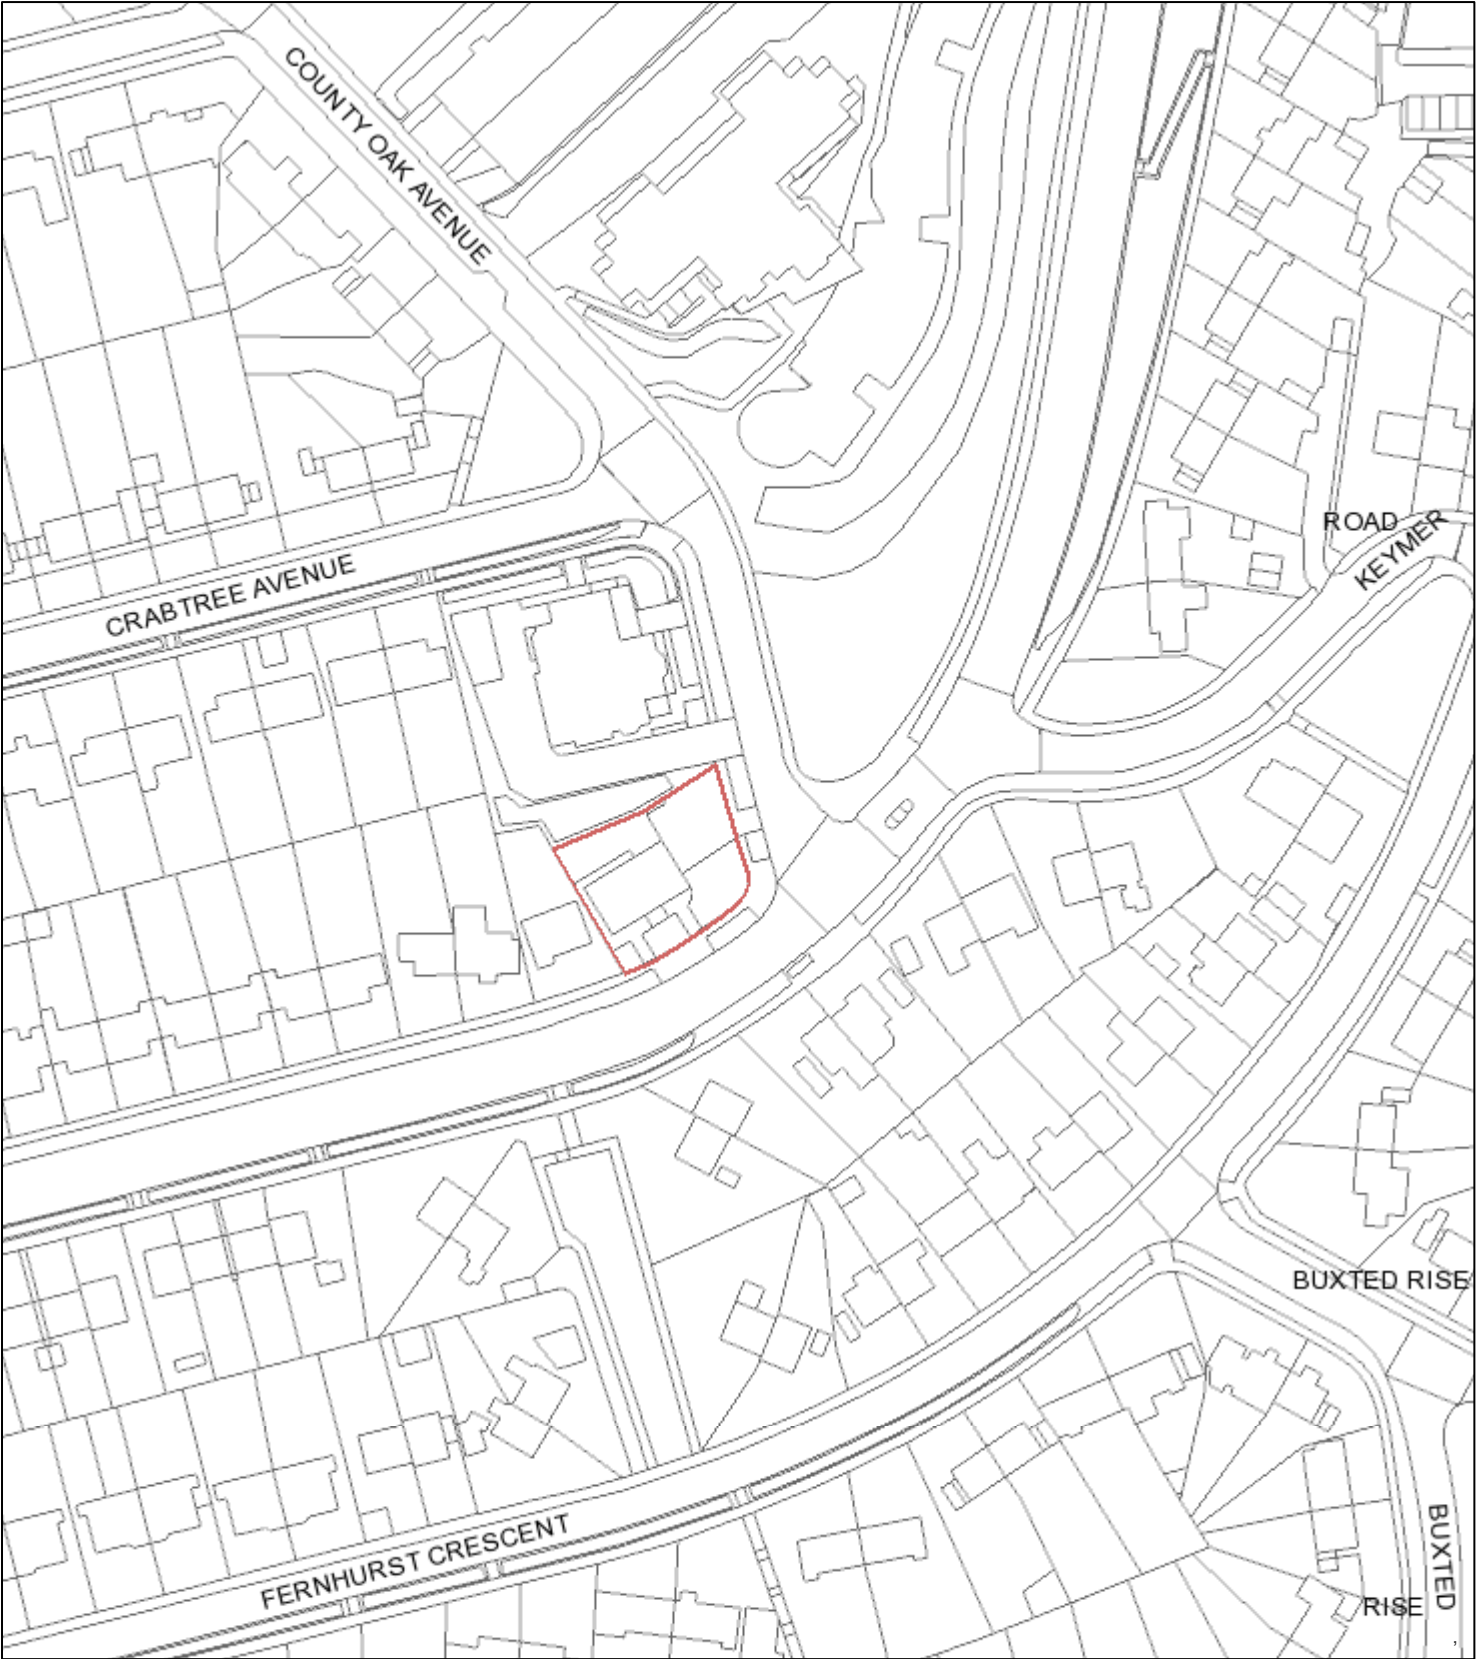 COUNTY OAK AVENUE
ROAD
KEYMER
CRABTREE AVENUE
BUXTED RISE
FERNHURST CRESCENT
BUXTED
RISE